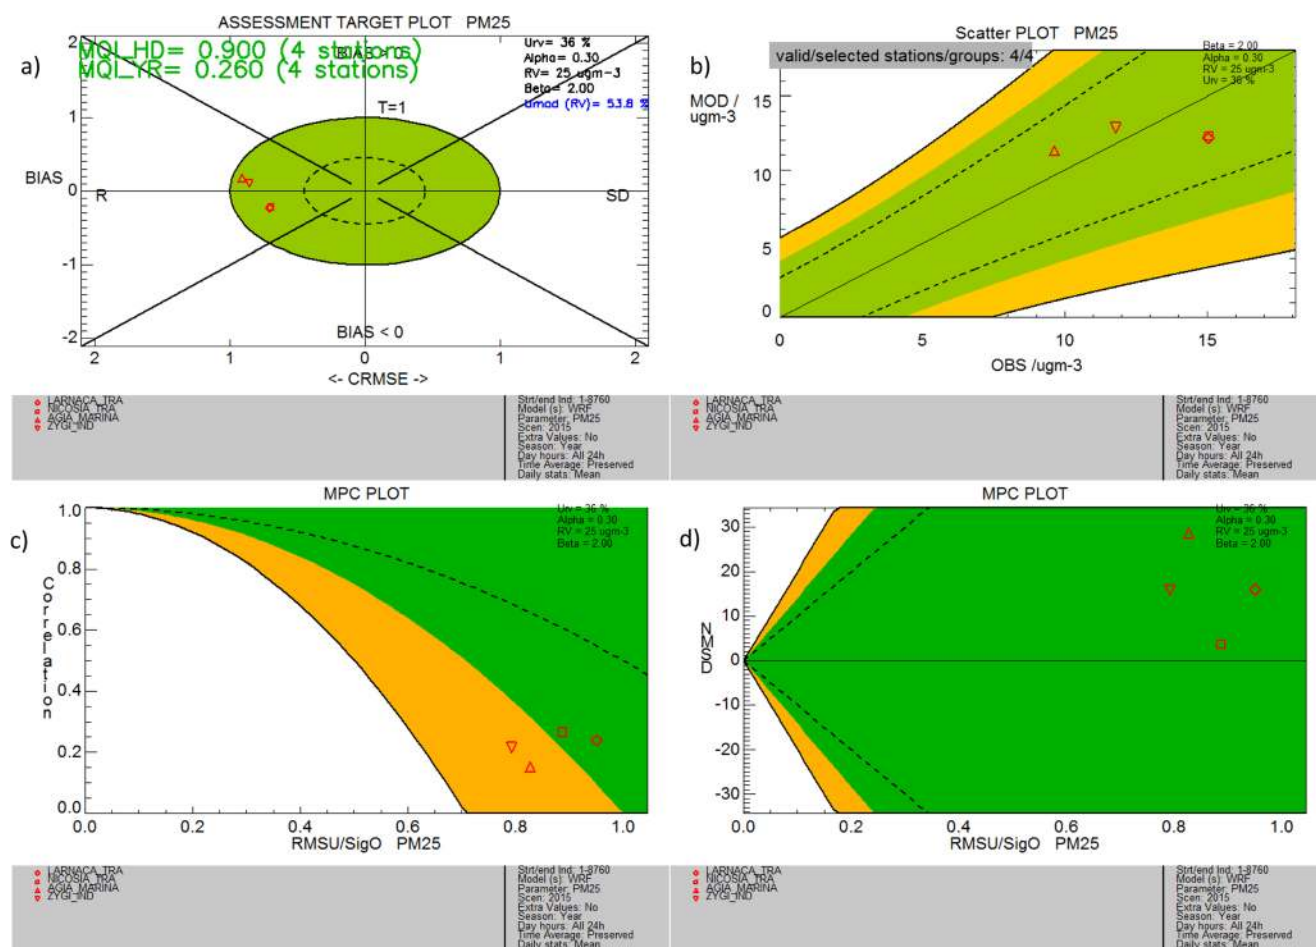 ASSESSMENT TARGET PLOT PM25
MQI_HD= 0.900 (4 stations)
MQI_YR= 0.260 (4 stations)
BIAS > 0
Urv= 36 %
Alpha= 0.30
RV= 25 ugm-3
Beta= 2.00
Umod (RV)= 53.8 %
a)
T=1
2
1
0
-1
-2
BIAS
R
SD
BIAS < 0
2
1
0
1
2
<- CRMSE ->
Scatter PLOT PM25
valid/selected stations/groups: 4/4
Beta = 2.00
Alpha = 0.30
RV = 25 ugm-3
Urv = 36 %
b)
MOD /
ugm-3
15
10
5
0
0
5
10
15
OBS /ugm-3
LARNACA_TRA
NICOSIA_TRA
AGIA_MARINA
ZYGI_IND
Strt/end Ind: 1-8760
Model (s): WRF
Parameter: PM25
Scen: 2015
Extra Values: No
Season: Year
Day hours: All 24h
Time Average: Preserved
Daily stats: Mean
LARNACA_TRA
NICOSIA_TRA
AGIA_MARINA
ZYGI_IND
Strt/end Ind: 1-8760
Model (s): WRF
Parameter: PM25
Scen: 2015
Extra Values: No
Season: Year
Day hours: All 24h
Time Average: Preserved
Daily stats: Mean
MPC PLOT
Urv = 36 %
Alpha = 0.30
RV = 25 ugm-3
Beta = 2.00
c)
1.0
0.8
0.6
0.4
0.2
0.0
Correlation
0.0
0.2
0.4
0.6
0.8
1.0
RMSU/SigO PM25
MPC PLOT
Urv = 36 %
Alpha = 0.30
RV = 25 ugm-3
Beta = 2.00
d)
30
20
10
0
-10
-20
-30
NMSD
0.0
0.2
0.4
0.6
0.8
1.0
RMSU/SigO PM25
LARNACA_TRA
NICOSIA_TRA
AGIA_MARINA
ZYGI_IND
Strt/end Ind: 1-8760
Model (s): WRF
Parameter: PM25
Scen: 2015
Extra Values: No
Season: Year
Day hours: All 24h
Time Average: Preserved
Daily stats: Mean
LARNACA_TRA
NICOSIA_TRA
AGIA_MARINA
ZYGI_IND
Strt/end Ind: 1-8760
Model (s): WRF
Parameter: PM25
Scen: 2015
Extra Values: No
Season: Year
Day hours: All 24h
Time Average: Preserved
Daily stats: Mean